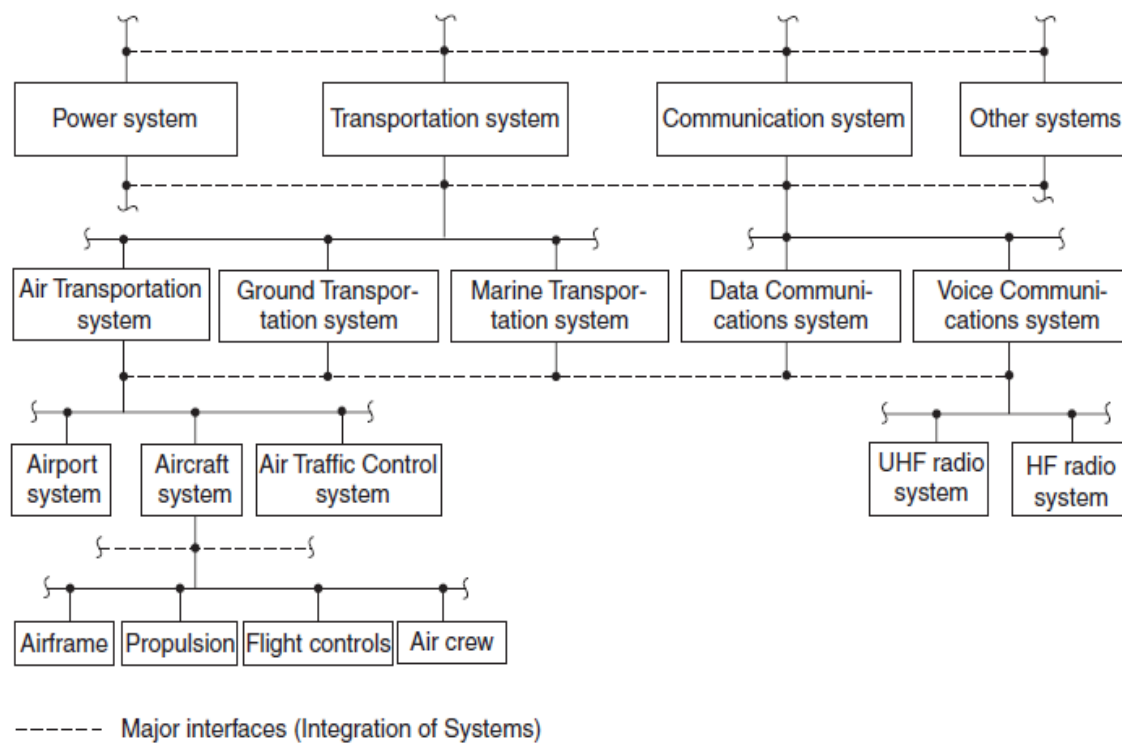 Power system
Transportation system
Communication system
Other systems
Air Transportation
system
Ground Transpor-
tation system
Marine Transpor-
tation system
Data Communi-
cations system
Voice Communi-
cations system
Airport
system
Aircraft
system
Air Traffic Control
system
UHF radio
system
HF radio
system
Airframe
Propulsion
Flight controls
Air crew
Major interfaces (Integration of Systems)